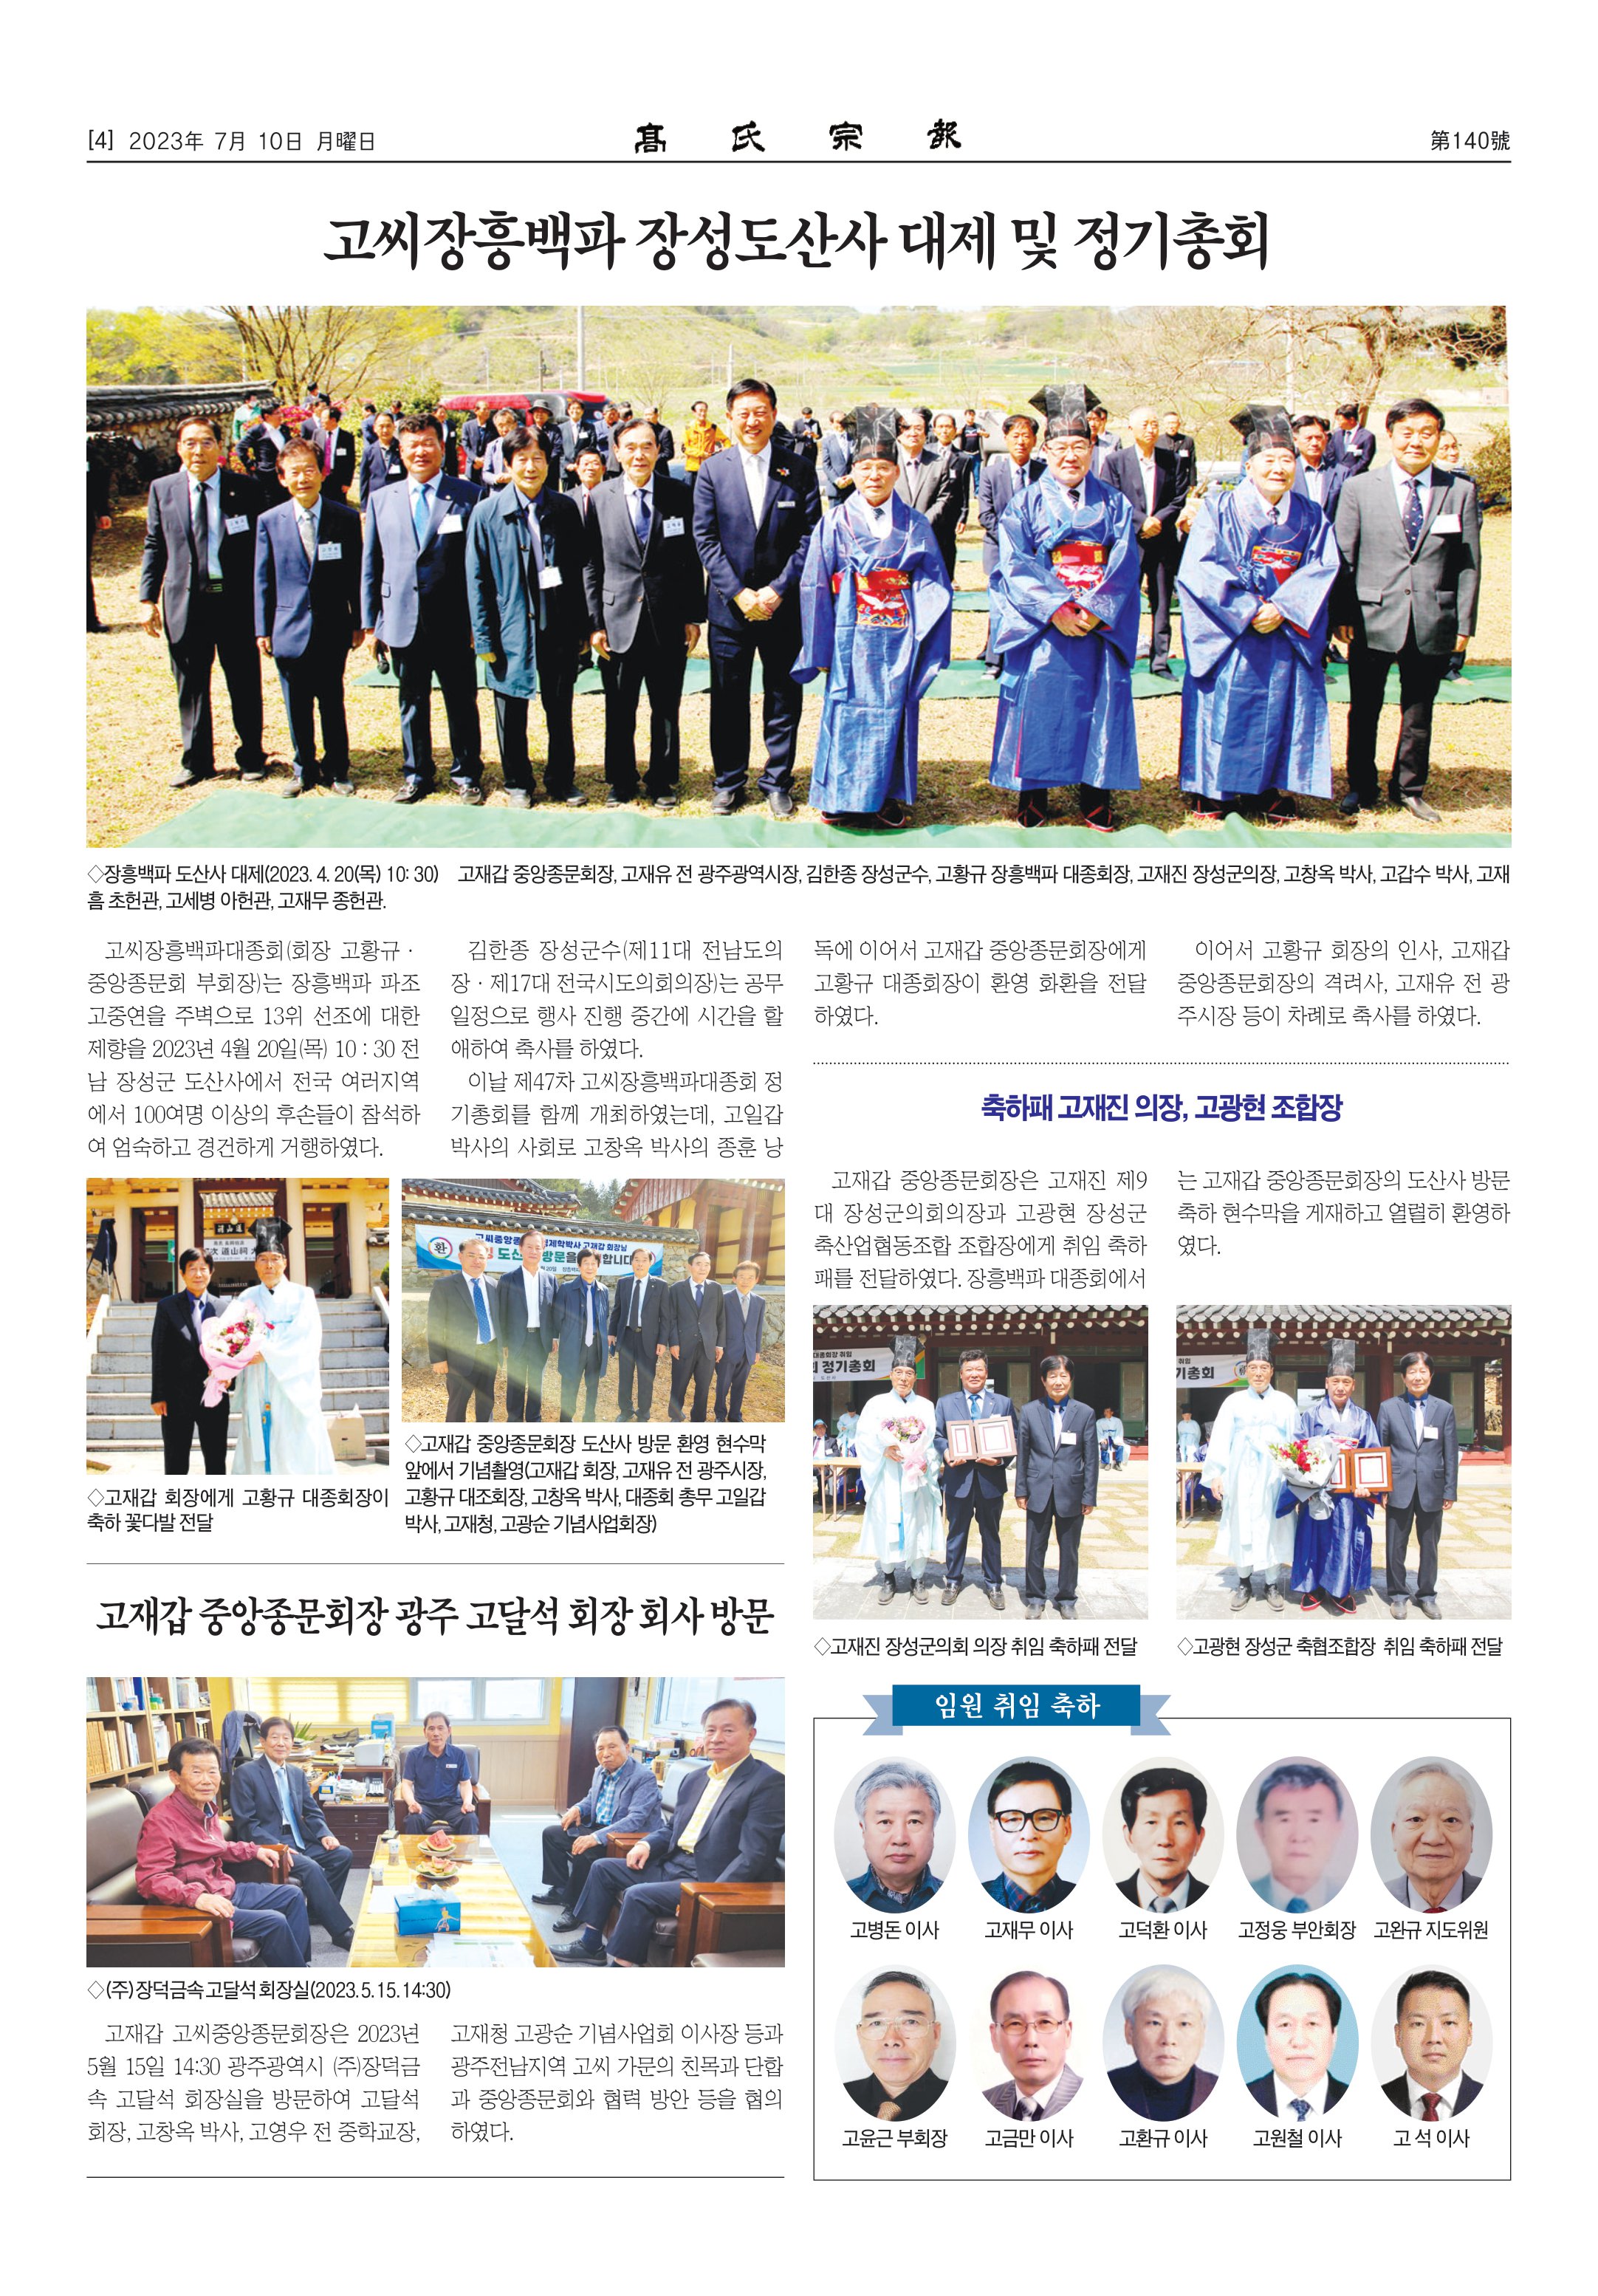 [4] 2023年 7月 10日 月曜日
髙氏宗報
第140號
고씨장흥백파 장성도산사 대제 및 정기총회
◇장흥백파 도산사 대제(2023. 4. 20(목) 10: 30) 고재갑 중앙종문회장, 고재유 전 광주광역시장, 김한종 장성군수, 고황규 장흥백파 대종회장, 고재진 장성군의장, 고창옥 박사, 고갑수 박사, 고재
흠 초헌관, 고세병 아헌관, 고재무 종헌관.
고씨장흥백파대종회(회장 고황규 ·
중앙종문회 부회장)는 장흥백파 파조
고중연을 주벽으로 13위 선조에 대한
제향을 2023년 4월 20일(목) 10 : 30 전
남 장성군 도산사에서 전국 여러지역
에서 100여명 이상의 후손들이 참석하
여 엄숙하고 경건하게 거행하였다.
김한종 장성군수(제11대 전남도의
장 · 제17대 전국시도의회의장)는 공무
일정으로 행사 진행 중간에 시간을 할
애하여 축사를 하였다.
이날 제47차 고씨장흥백파대종회 정
기총회를 함께 개최하였는데, 고일갑
박사의 사회로 고창옥 박사의 종훈 낭
독에 이어서 고재갑 중앙종문회장에게
고황규 대종회장이 환영 화환을 전달
하였다.
이어서 고황규 회장의 인사, 고재갑
중앙종문회장의 격려사, 고재유 전 광
주시장 등이 차례로 축사를 하였다.
次 道山祠
환
고씨중앙종
경제학박사 고재갑 회장님
도산
방문을
합니다
◇고재갑 회장에게 고황규 대종회장이
축하 꽃다발 전달
◇고재갑 중앙종문회장 도산사 방문 환영 현수막
앞에서 기념촬영(고재갑 회장, 고재유 전 광주시장,
고황규 대조회장, 고창옥 박사, 대종회 총무 고일갑
박사, 고재청, 고광순 기념사업회장)
축하패 고재진 의장, 고광현 조합장
고재갑 중앙종문회장은 고재진 제9
대 장성군의회의장과 고광현 장성군
축산업협동조합 조합장에게 취임 축하
패를 전달하였다. 장흥백파 대종회에서
는 고재갑 중앙종문회장의 도산사 방문
축하 현수막을 게재하고 열렬히 환영하
였다.
대종회장 취임
정기총회
취임
기총회
◇고재진 장성군의회 의장 취임 축하패 전달
◇고광현 장성군 축협조합장 취임 축하패 전달
고재갑 중앙종문회장 광주 고달석 회장 회사 방문
◇(주)장덕금속 고달석 회장실(2023. 5. 15. 14:30)
고재갑 고씨중앙종문회장은 2023년
5월 15일 14:30 광주광역시 (주)장덕금
속 고달석 회장실을 방문하여 고달석
회장, 고창옥 박사, 고영우 전 중학교장,
고재청 고광순 기념사업회 이사장 등과
광주전남지역 고씨 가문의 친목과 단합
과 중앙종문회와 협력 방안 등을 협의
하였다.
임원 취임 축하
고병돈 이사
고재무 이사
고덕환 이사
고정웅 부안회장
고완규 지도위원
고윤근 부회장
고금만 이사
고환규 이사
고원철 이사
고 석 이사